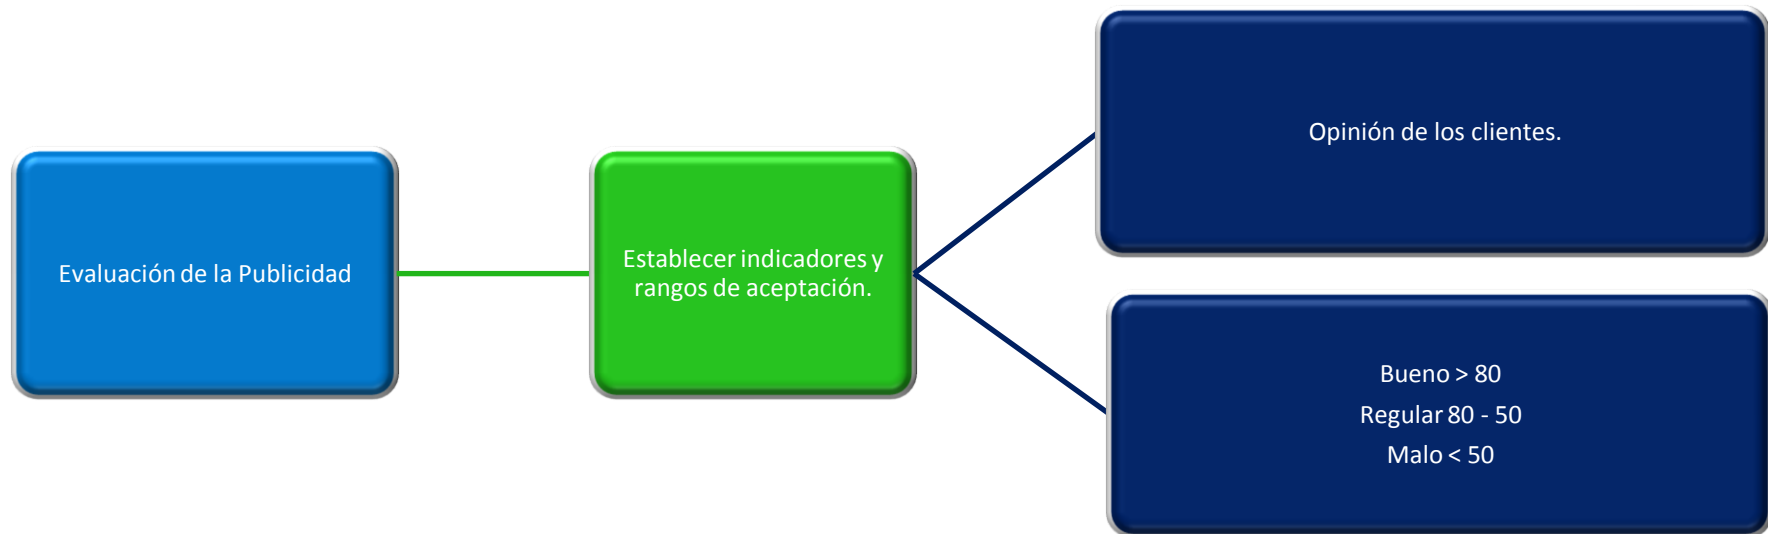 Evaluación de la Publicidad
Establecer indicadores y
rangos de aceptación.
Opinión de los clientes.
Bueno > 80
Regular 80 - 50
Malo < 50